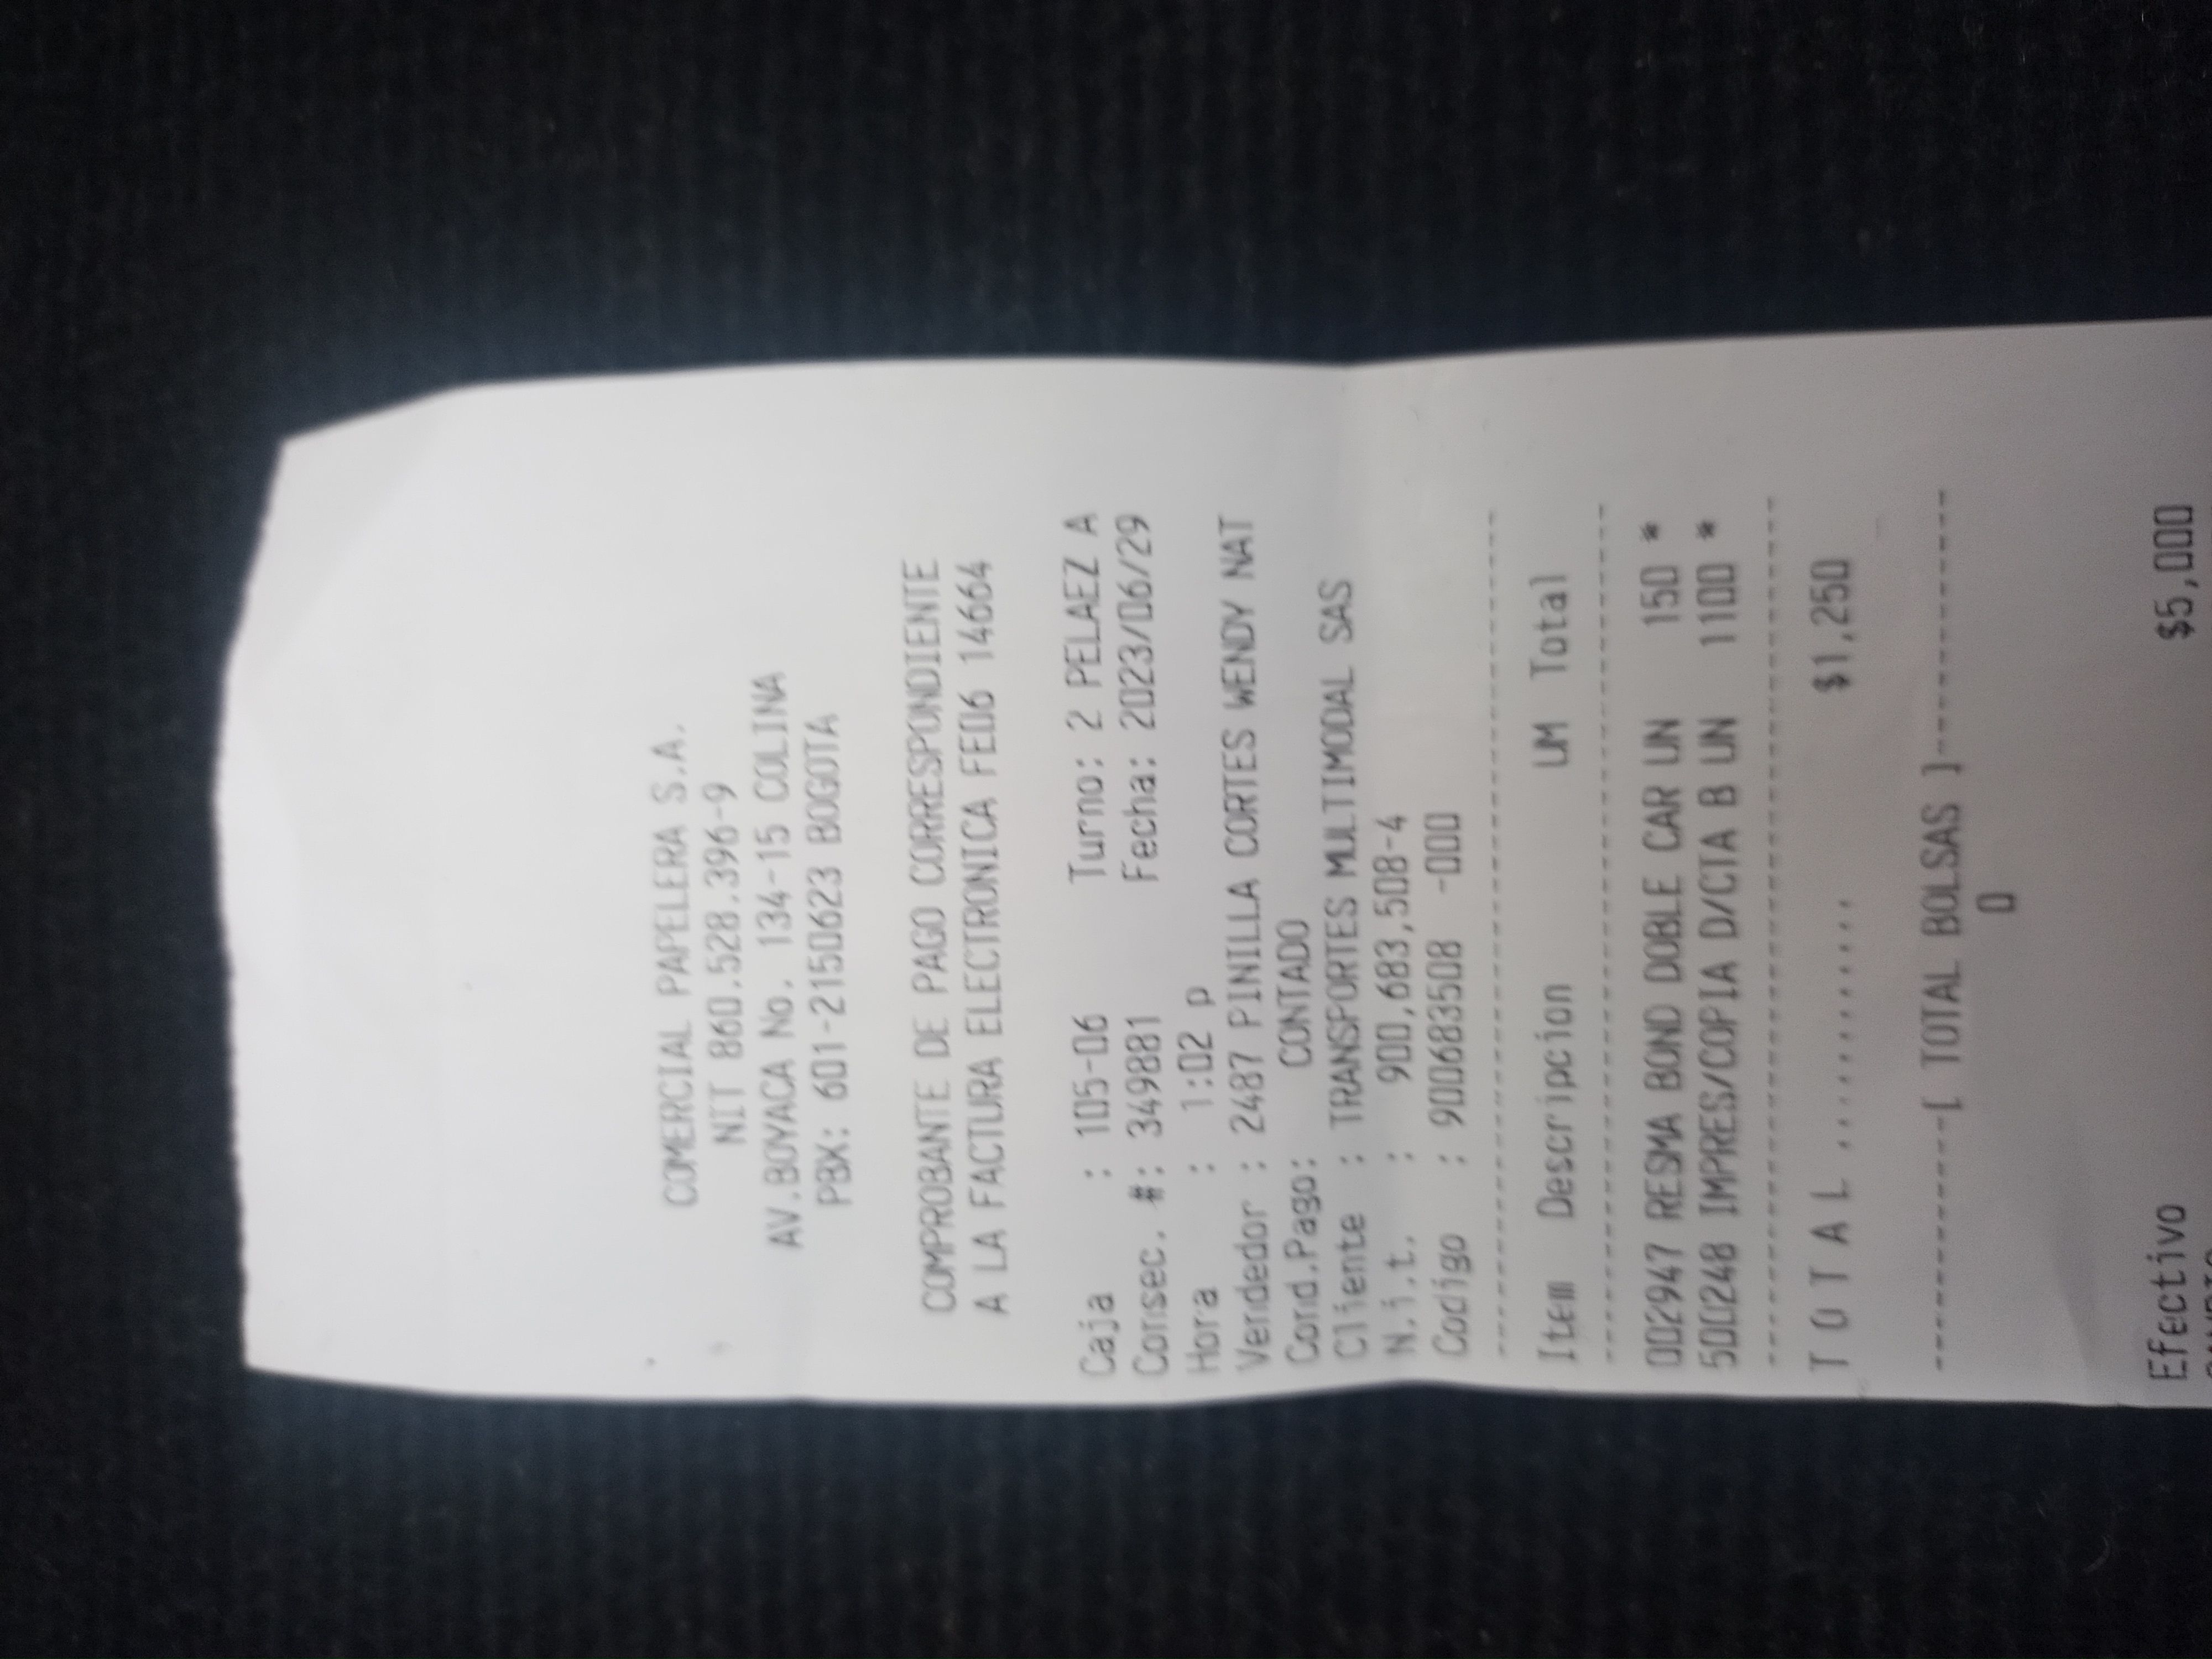 COMERCIAL PAPELERA S.A.
NIT 860.528.396-9
AV.BOYACA No. 134-15 COLINA
PBX: 601-2150623 BOGOTA
COMPROBANTE DE PAGO CORRESPONDIENTE
A LA FACTURA ELECTRONICA FE06 14664
Caja : 105-06 Turno: 2 PELAEZ A
Consec. #: 349881 Fecha: 2023/06/29
Hora : 1:02 p
Vendedor : 2487 PINILLA CORTES WENDY NAT
Cond.Pago: CONTADO
Cliente : TRANSPORTES MULTIMODAL SAS
N.i.t. : 900,683,508-4
Codigo : 900683508 -000
----------------------------------------
Item Descripcion UM Total
----------------------------------------
002947 RESMA BOND DOBLE CAR UN 150 *
500248 IMPRES/COPIA D/CTA B UN 1100 *
----------------------------------------
T O T A L ............ $1,250
------------[ TOTAL BOLSAS ]------------
0
Efectivo $5,000